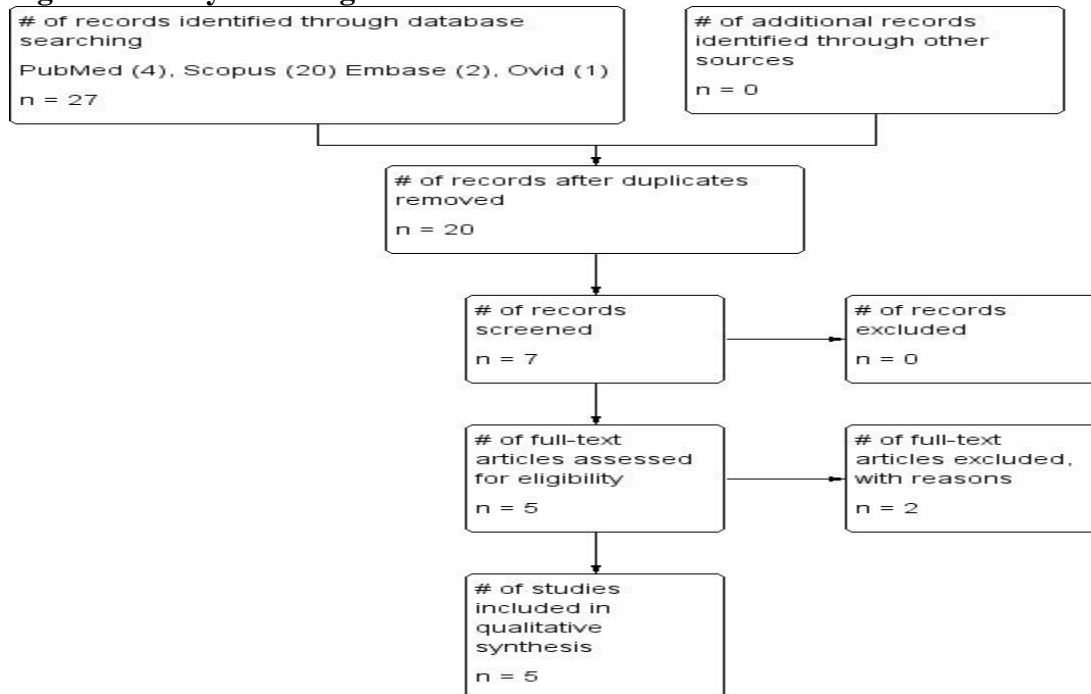 # of records identified through database
searching
PubMed (4), Scopus (20) Embase (2), Ovid (1)
n = 27
# of additional records
identified through other
sources
n = 0
# of records after duplicates
removed
n = 20
# of records
screened
n = 7
# of records
excluded
n = 0
# of full-text
articles assessed
for eligibility
n = 5
# of full-text
articles excluded,
with reasons
n = 2
# of studies
included in
qualitative
synthesis
n = 5